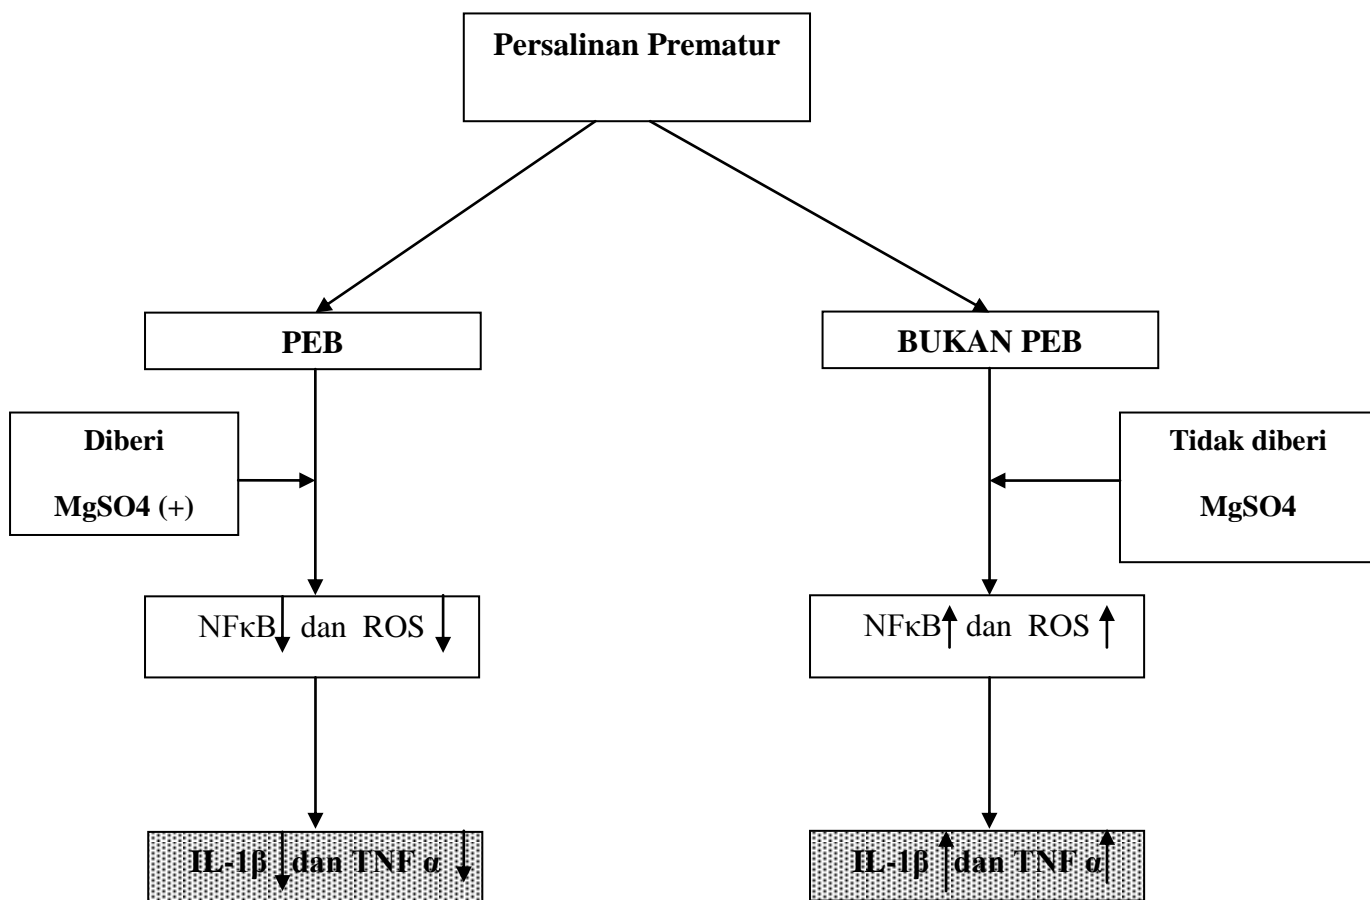 Persalinan Prematur
PEB
BUKAN PEB
Diberi
MgSO4 (+)
Tidak diberi
MgSO4
NFκB dan ROS
NFκB dan ROS
IL-1β dan TNF α
IL-1β dan TNF α